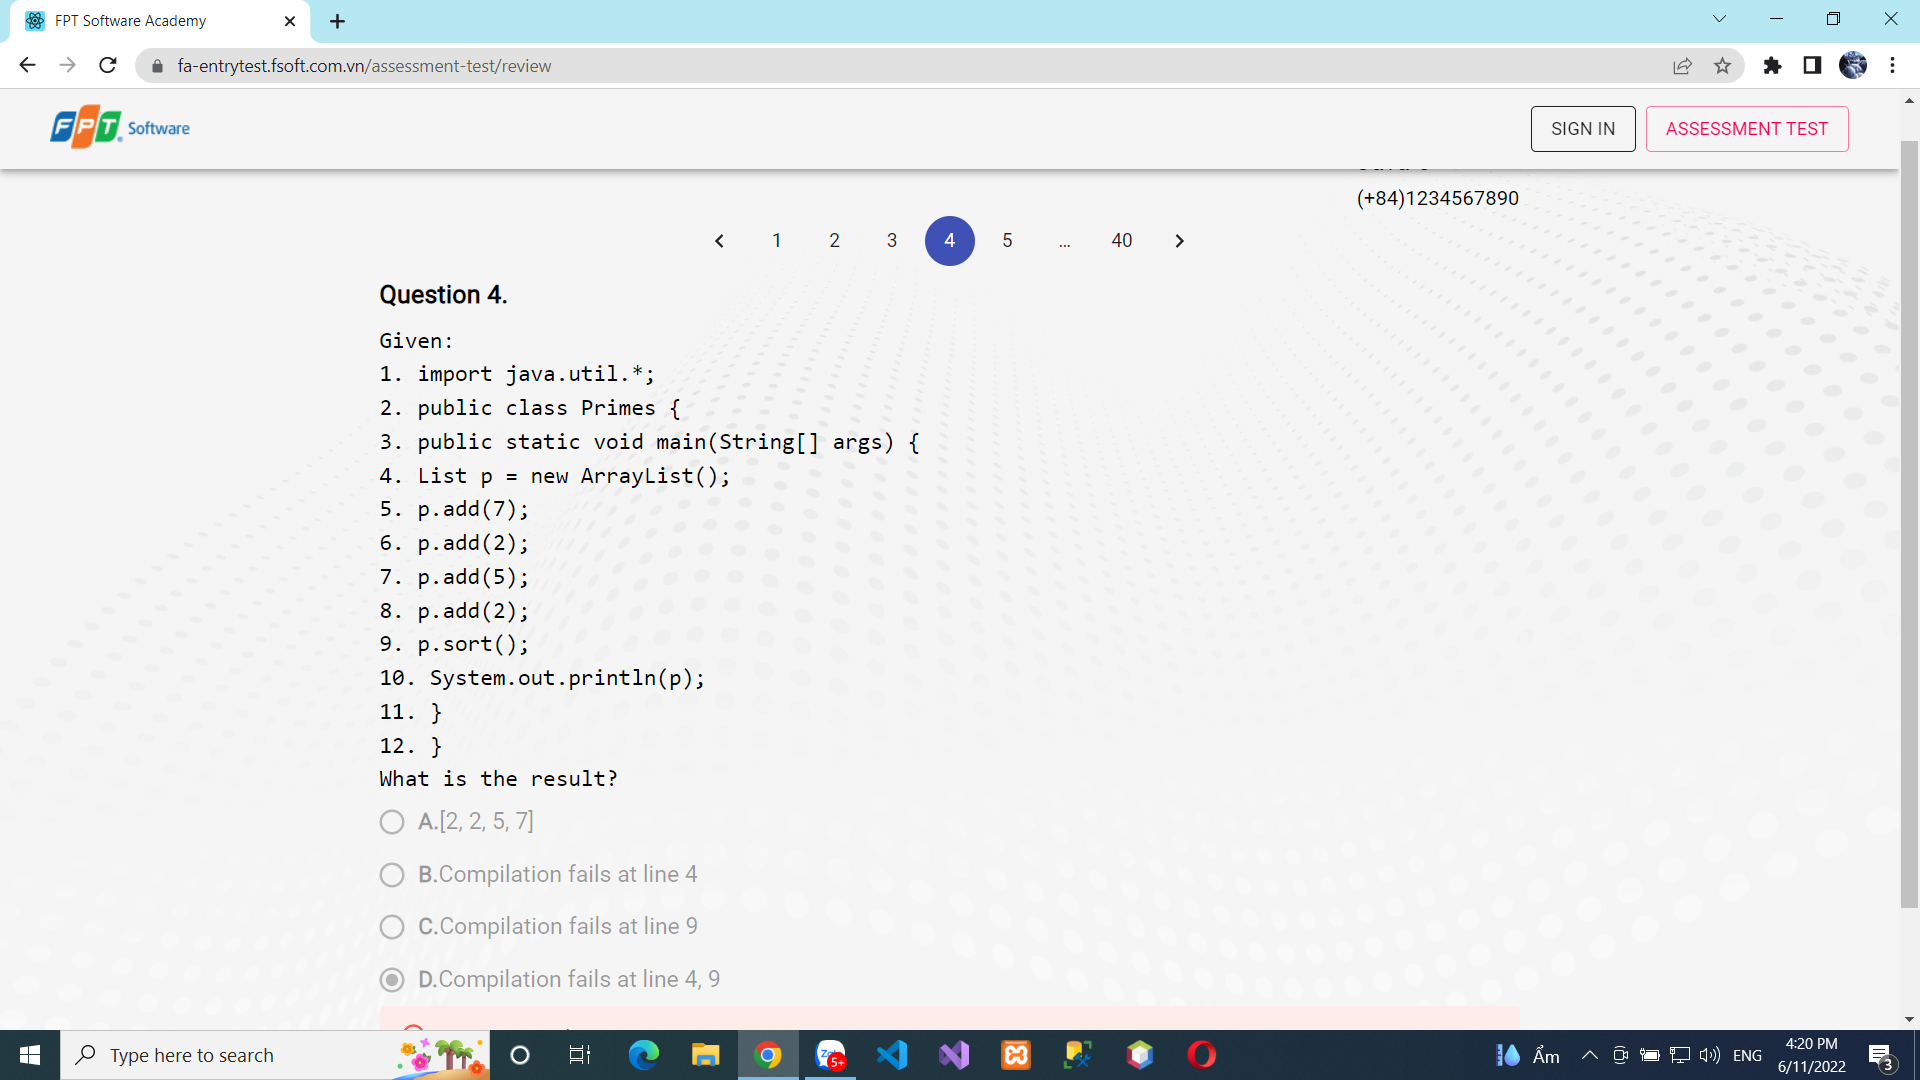 FPT Software Academy
fa-entrytest.fsoft.com.vn/assessment-test/review
FPT Software
SIGN IN
ASSESSMENT TEST
(+84)1234567890
1 2 3 4 5 ... 40
Question 4.
Given:
1. import java.util.*;
2. public class Primes {
3. public static void main(String[] args) {
4. List p = new ArrayList();
5. p.add(7);
6. p.add(2);
7. p.add(5);
8. p.add(2);
9. p.sort();
10. System.out.println(p);
11. }
12. }
What is the result?
A.[2, 2, 5, 7]
B.Compilation fails at line 4
C.Compilation fails at line 9
D.Compilation fails at line 4, 9
Type here to search
5+
Ẩm
ENG
4:20 PM
6/11/2022
3